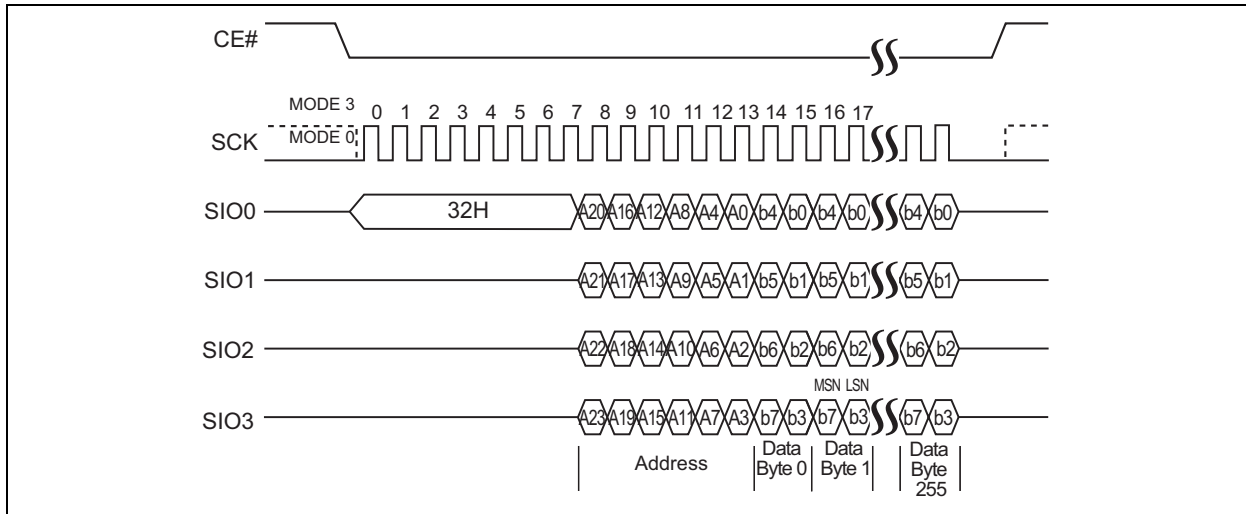 CE#
MODE 3
0 1 2 3 4 5 6 7 8 9 10 11 12 13 14 15 16 17
SCK
MODE 0
SIO0
32H
A20 A16 A12 A8 A4 A0 b4 b0 b4 b0 b4 b0
SIO1
A21 A17 A13 A9 A5 A1 b5 b1 b5 b1 b5 b1
SIO2
A22 A18 A14 A10 A6 A2 b6 b2 b6 b2 b6 b2
MSN LSN
SIO3
A23 A19 A15 A11 A7 A3 b7 b3 b7 b3 b7 b3
Address
Data
Byte 0
Data
Byte 1
Data
Byte
255